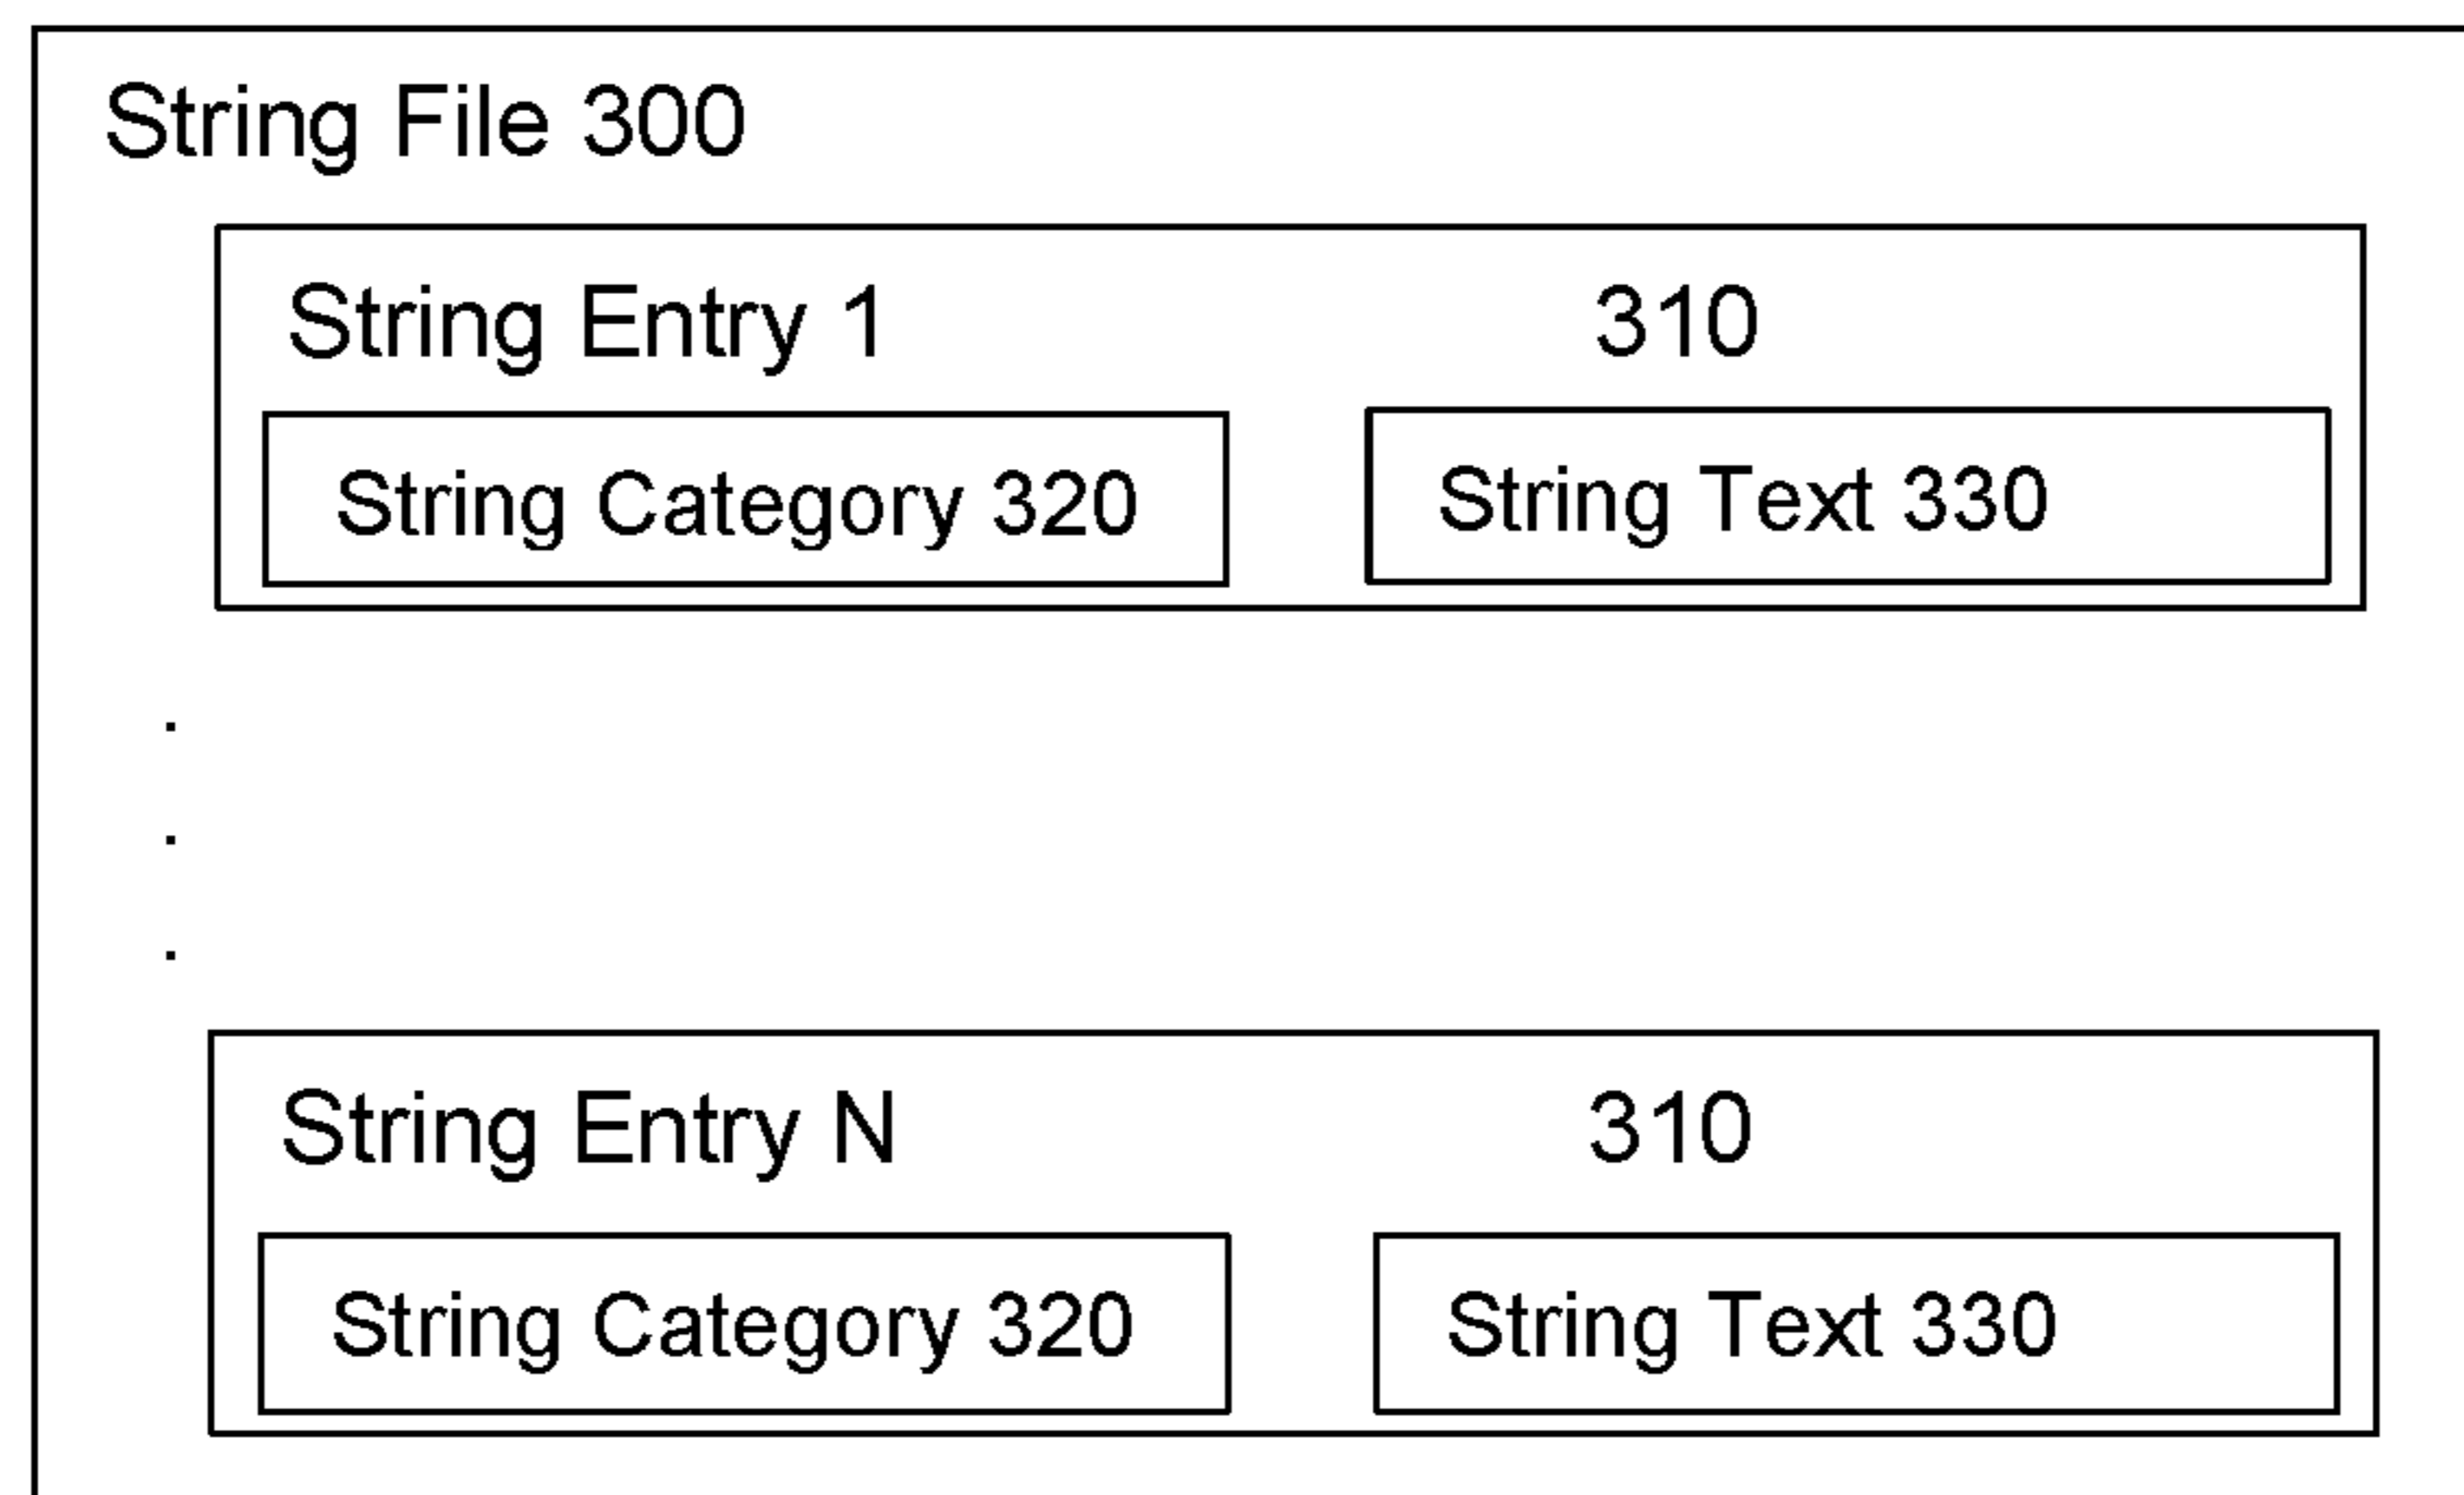 String File 300
String Entry 1 310
String Category 320 String Text 330
.
.
.
String Entry N 310
String Category 320 String Text 330